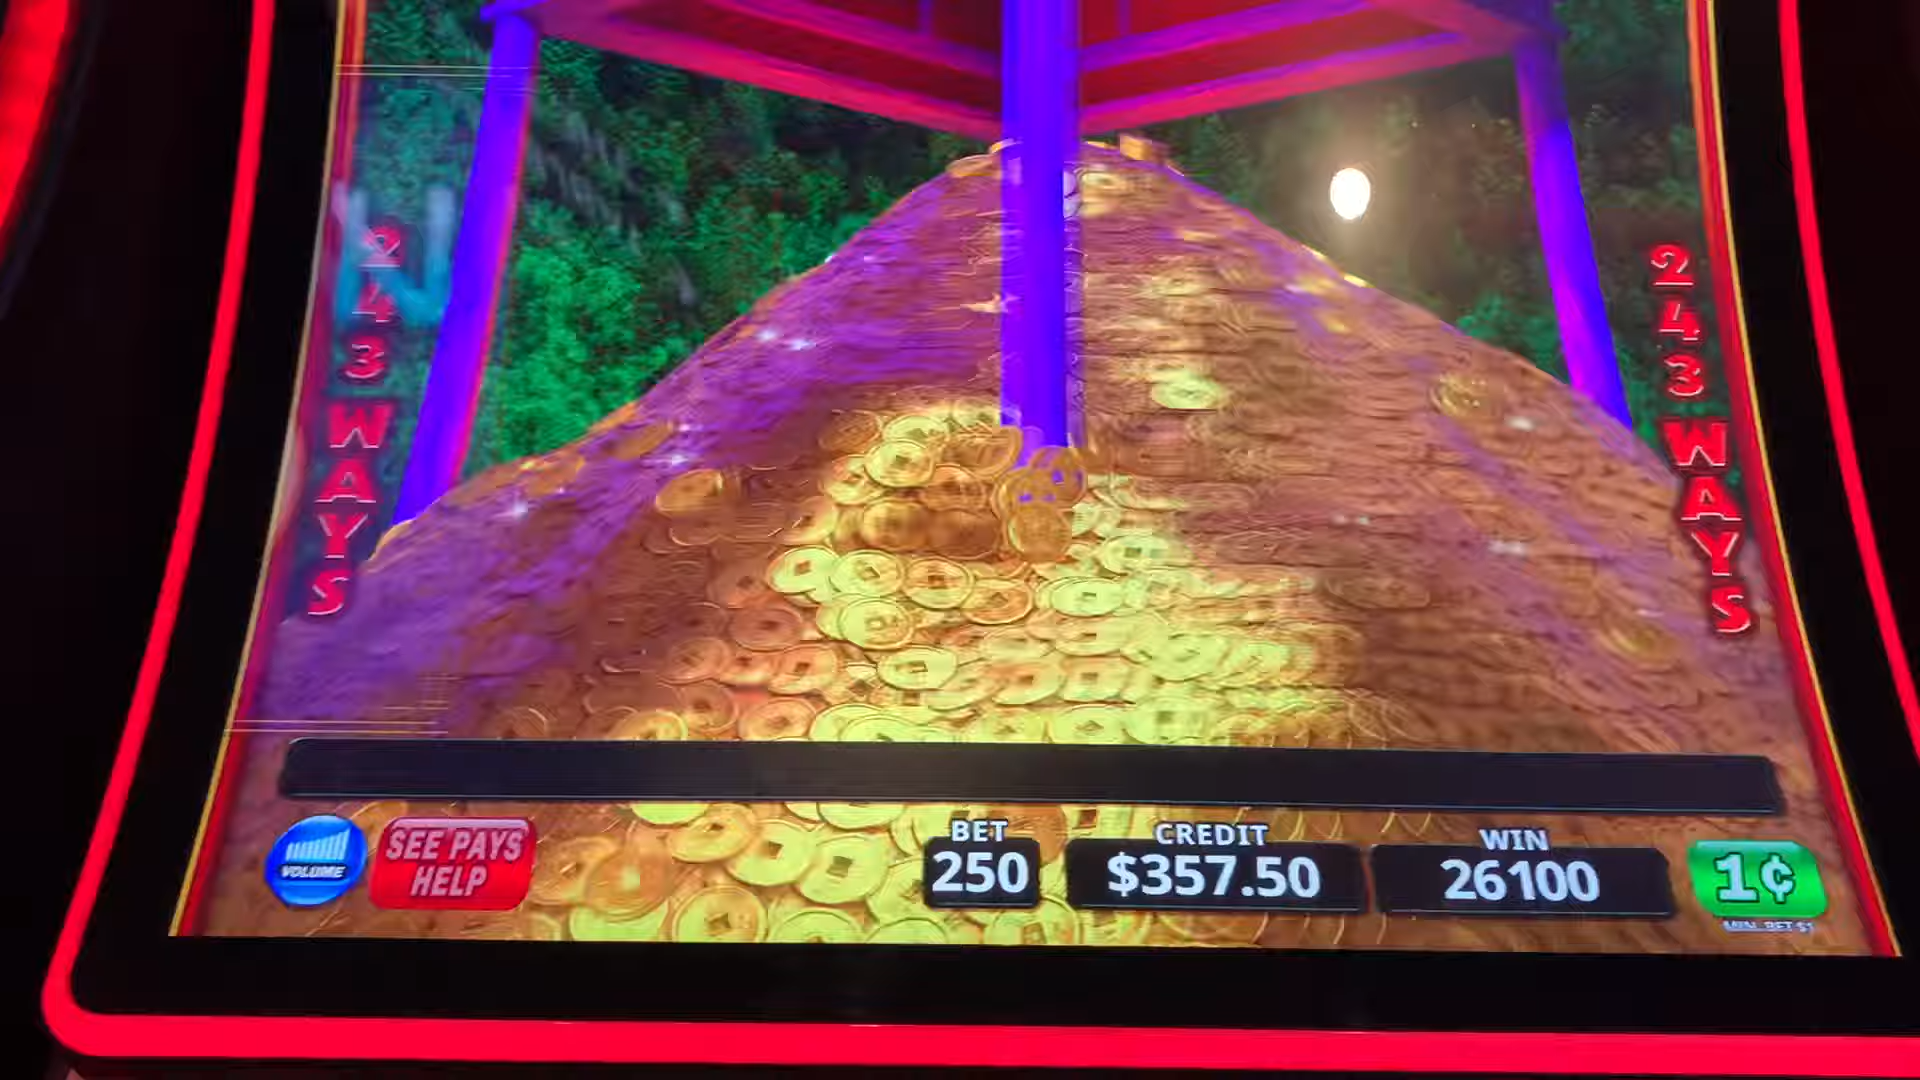 243 WAYS
243 WAYS
VOLUME
SEE PAYS
HELP
BET
250
CREDIT
$357.50
WIN
26100
1¢
MIN. BET $1